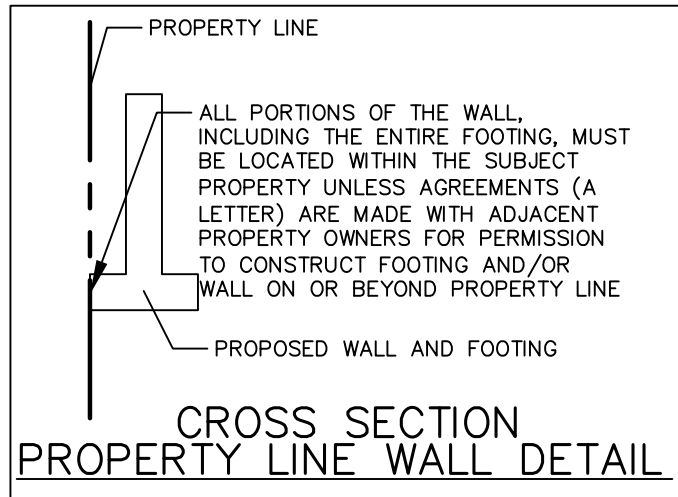 PROPERTY LINE
ALL PORTIONS OF THE WALL,
INCLUDING THE ENTIRE FOOTING, MUST
BE LOCATED WITHIN THE SUBJECT
PROPERTY UNLESS AGREEMENTS (A
LETTER) ARE MADE WITH ADJACENT
PROPERTY OWNERS FOR PERMISSION
TO CONSTRUCT FOOTING AND/OR
WALL ON OR BEYOND PROPERTY LINE
PROPOSED WALL AND FOOTING
CROSS SECTION
PROPERTY LINE WALL DETAIL